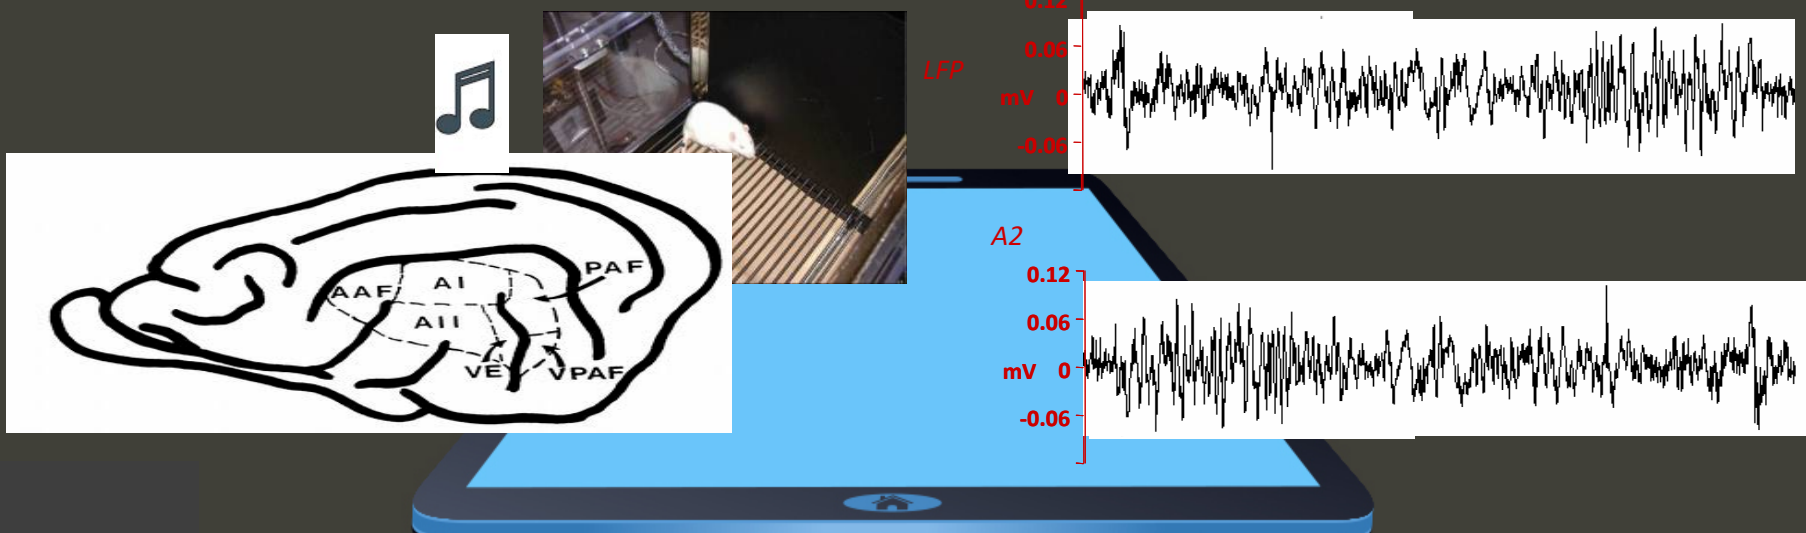 0.12
LFP
0.06
mV 0
-0.06
A2
0.12
0.06
mV 0
-0.06
PAF
AAF
AI
AII
VE
VPAF